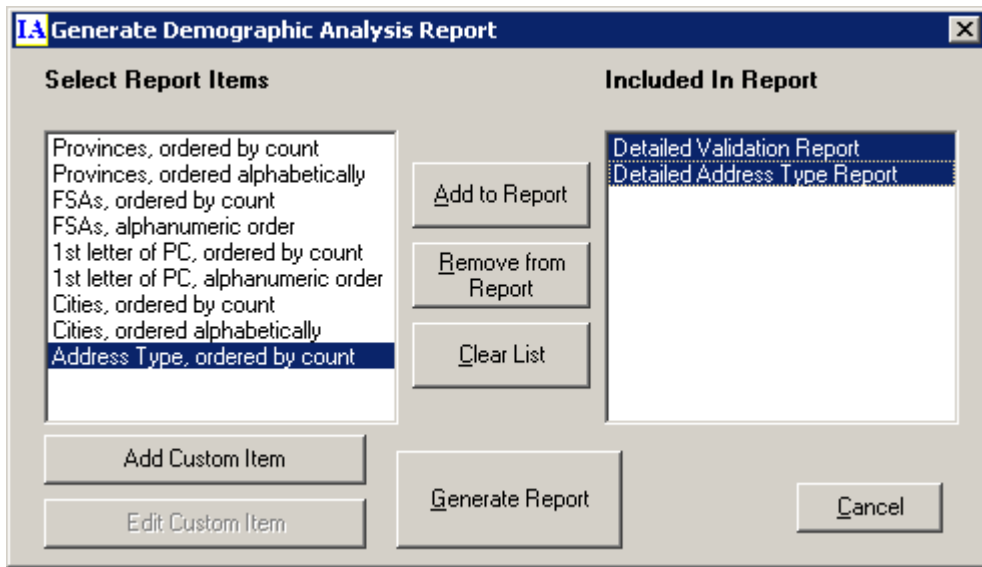 IA Generate Demographic Analysis Report
Select Report Items
Included In Report
Provinces, ordered by count
Provinces, ordered alphabetically
FSAs, ordered by count
FSAs, alphanumeric order
1st letter of PC, ordered by count
1st letter of PC, alphanumeric order
Cities, ordered by count
Cities, ordered alphabetically
Address Type, ordered by count
Add to Report
Remove from
Report
Clear List
Detailed Validation Report
Detailed Address Type Report
Add Custom Item
Edit Custom Item
Generate Report
Cancel